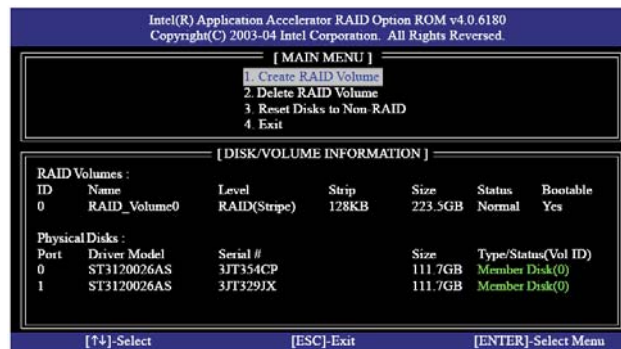 Intel(R) Application Accelerator RAID Option ROM v4.0.6180
Copyright(C) 2003-04 Intel Corporation. All Rights Reversed.
[ MAIN MENU ]
1. Create RAID Volume
2. Delete RAID Volume
3. Reset Disks to Non-RAID
4. Exit
[ DISK/VOLUME INFORMATION ]
RAID Volumes :
ID Name Level Strip Size Status Bootable
0 RAID_Volume0 RAID(Stripe) 128KB 223.5GB Normal Yes
Physical Disks :
Port Driver Model Serial # Size Type/Status(Vol ID)
0 ST3120026AS 3JT354CP 111.7GB Member Disk(0)
1 ST3120026AS 3JT329JX 111.7GB Member Disk(0)
[↑↓]-Select [ESC]-Exit [ENTER]-Select Menu